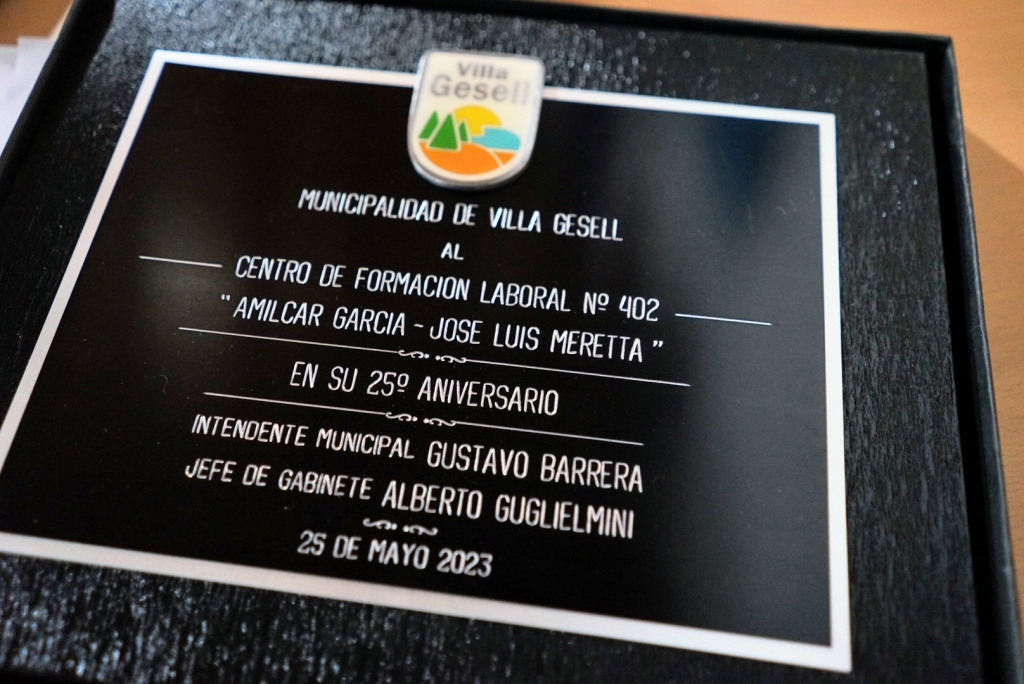 Villa
Gesell
MUNICIPALIDAD DE VILLA GESELL
AL
CENTRO DE FORMACION LABORAL Nº 402
" AMILCAR GARCIA - JOSE LUIS MERETTA "
EN SU 25º ANIVERSARIO
INTENDENTE MUNICIPAL GUSTAVO BARRERA
JEFE DE GABINETE ALBERTO GUGLIELMINI
25 DE MAYO 2023